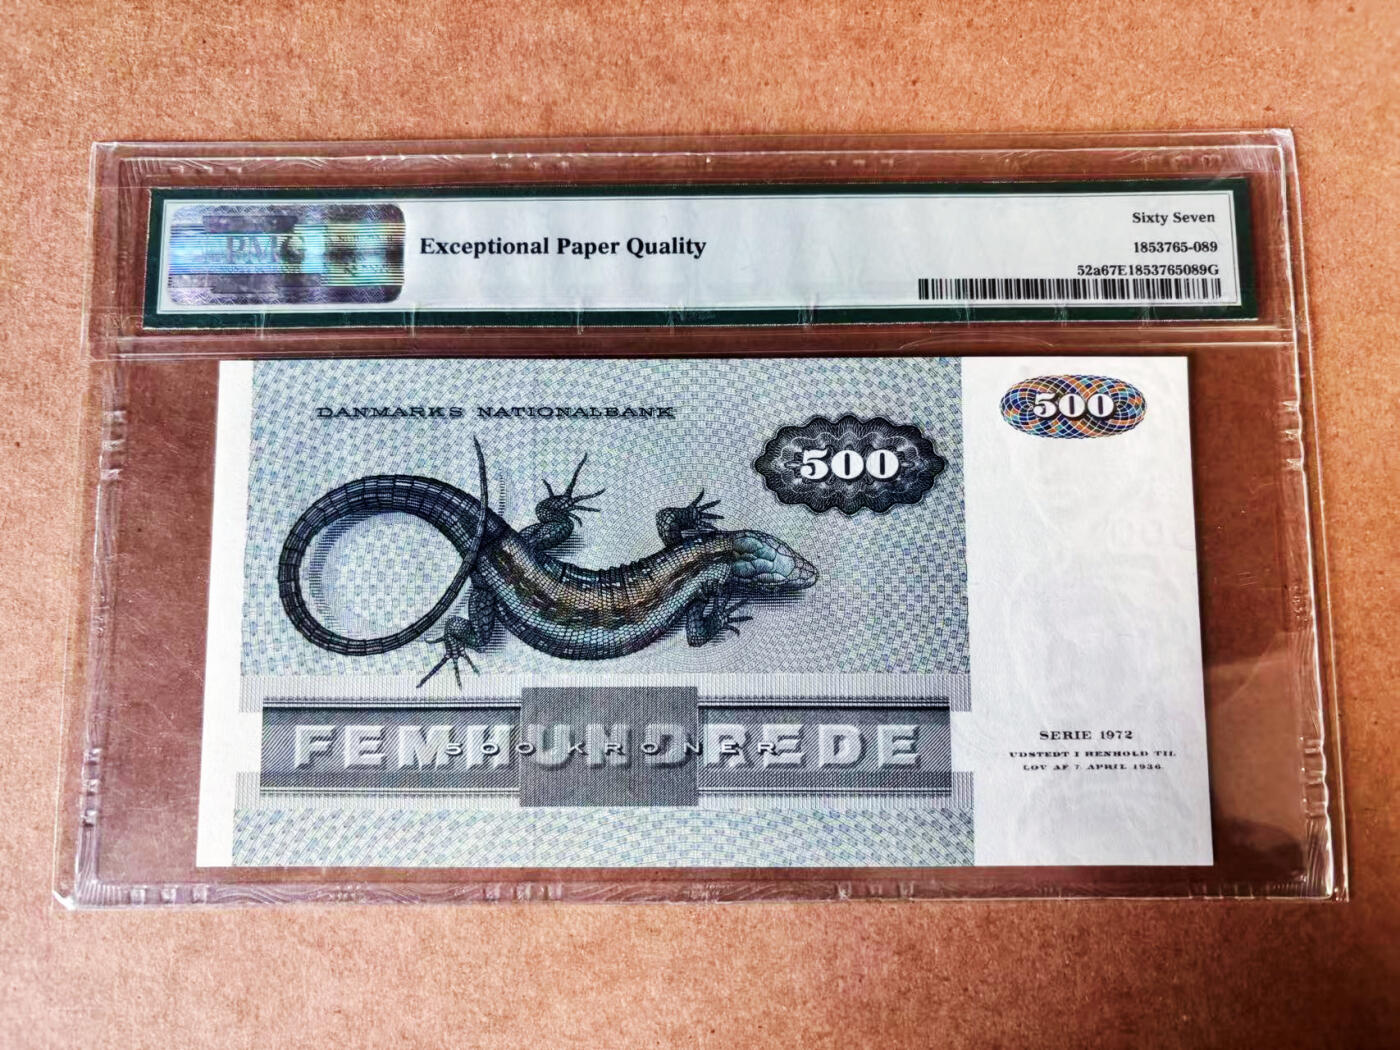 PMG
Exceptional Paper Quality
Sixty Seven
1853765-089
52a67E1853765089G
DANMARKS NATIONALBANK
500
500
FEMHUNDREDE
500 KRONER
SERIE 1972
UDSTEDT I HENHOLD TIL
LOV AF 7. APRIL 1936.